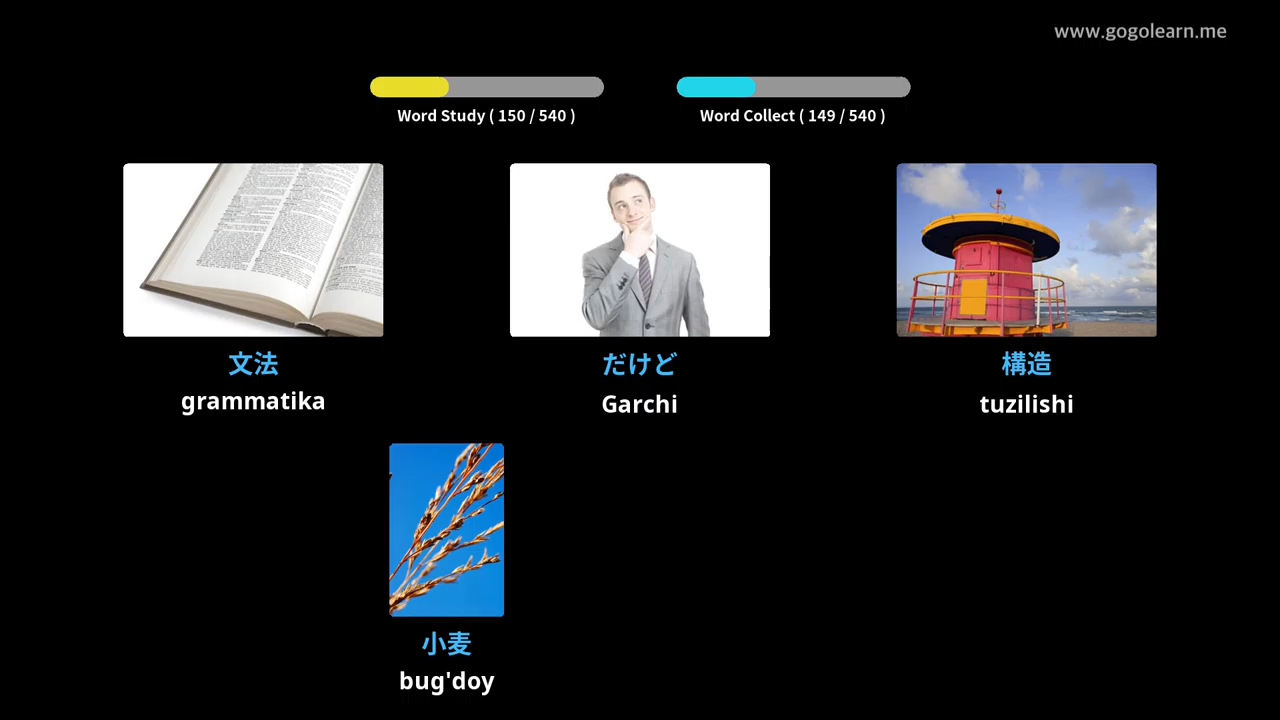 www.gogolearn.me
Word Study ( 150 / 540 )
Word Collect ( 149 / 540 )
文法
grammatika
だけど
Garchi
構造
tuzilishi
小麦
bug'doy